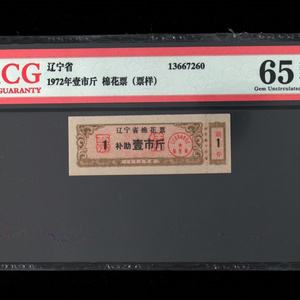 CG
GUARANTY
辽宁省
13667260
1972年壹市斤 棉花票（票样）
65
Gem Uncirculated
辽宁省棉花票
1
补助壹市斤
1